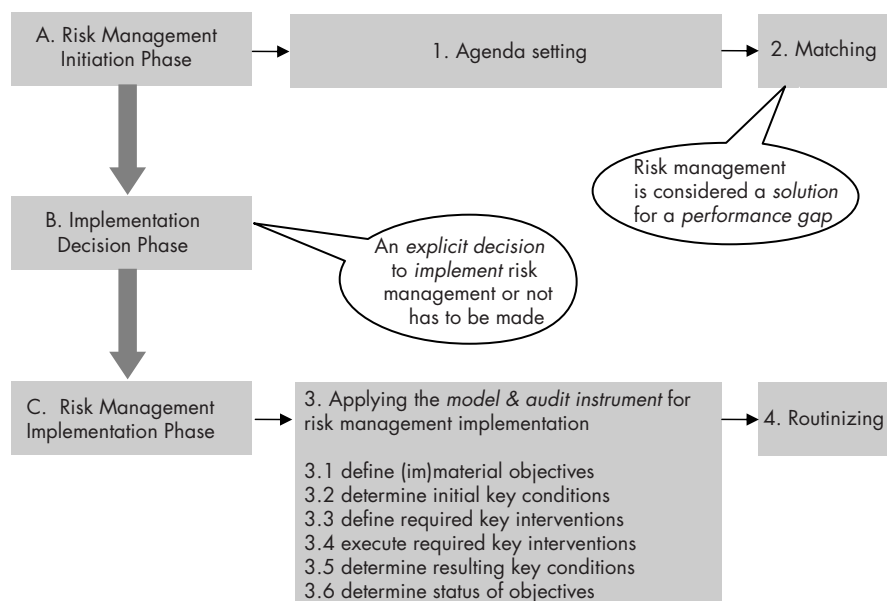 A. Risk Management
Initiation Phase
1. Agenda setting
2. Matching
Risk management
is considered a solution
for a performance gap
B. Implementation
Decision Phase
An explicit decision
to implement risk
management or not
has to be made
C. Risk Management
Implementation Phase
3. Applying the model & audit instrument for
risk management implementation
3.1 define (im)material objectives
3.2 determine initial key conditions
3.3 define required key interventions
3.4 execute required key interventions
3.5 determine resulting key conditions
3.6 determine status of objectives
4. Routinizing